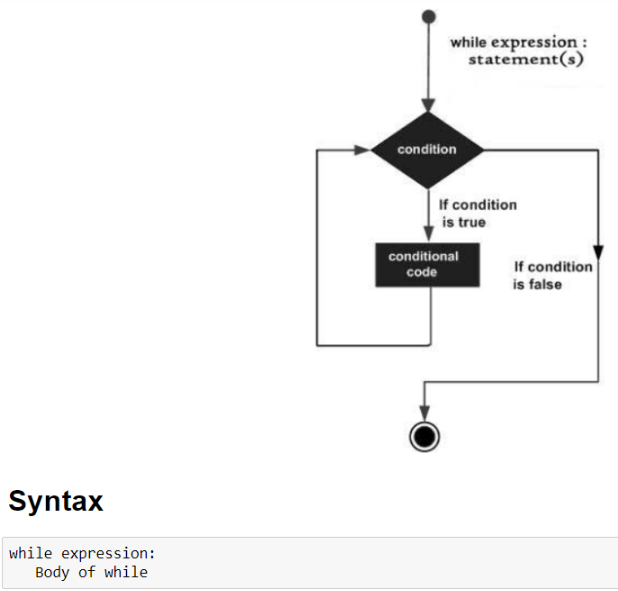 while expression :
statement(s)
condition
If condition
is true
conditional
code
If condition
is false
Syntax
while expression:
   Body of while